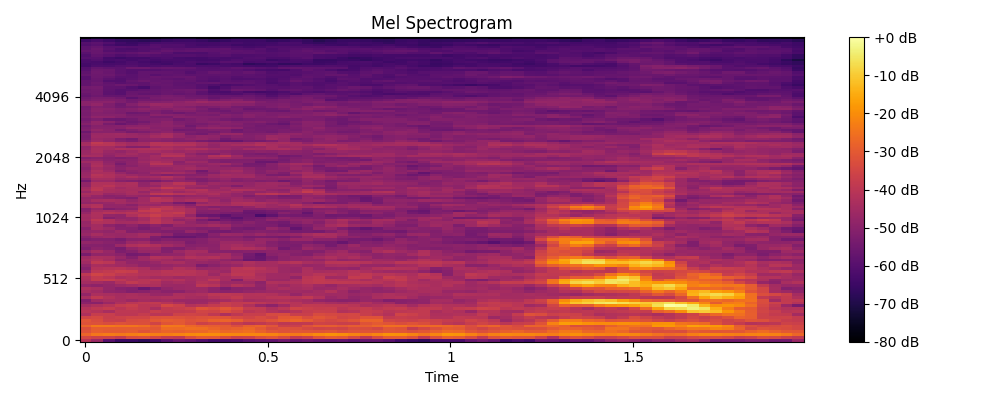 Mel Spectrogram
Hz
4096
2048
1024
512
0
0
0.5
1
1.5
Time
+0 dB
-10 dB
-20 dB
-30 dB
-40 dB
-50 dB
-60 dB
-70 dB
-80 dB